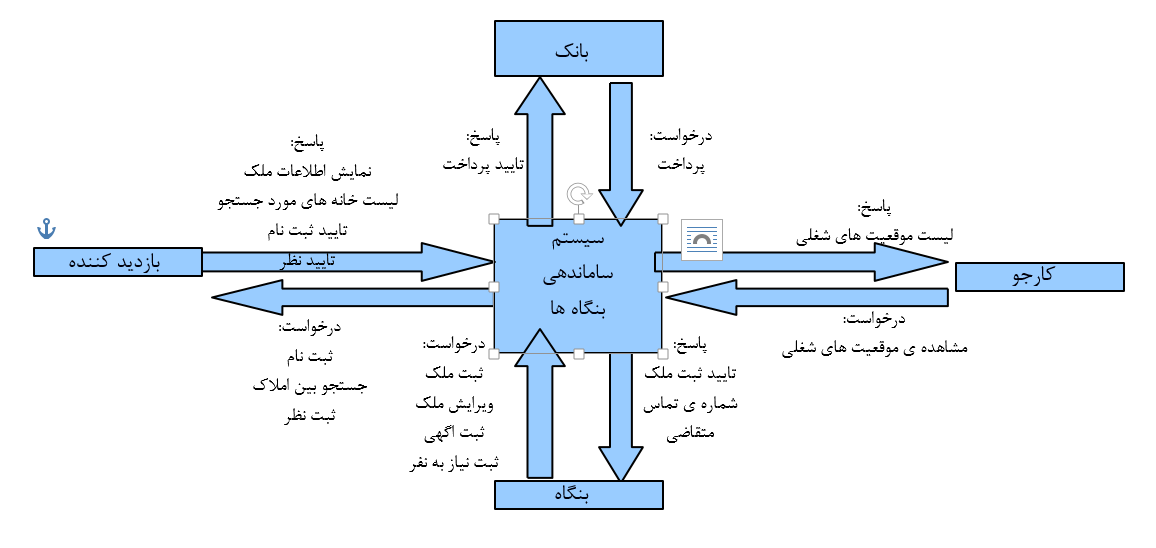 بانک
پاسخ:
تایید پرداخت
درخواست:
پرداخت
پاسخ:
نمایش اطلاعات ملک
لیست خانه های مورد جستجو
تایید ثبت نام
تایید نظر
بازدید کننده
درخواست:
ثبت نام
جستجو بین املاک
ثبت نظر
سیستم
ساماندهی
بنگاه ها
پاسخ:
لیست موقعیت های شغلی
کارجو
درخواست:
مشاهده ی موقعیت های شغلی
درخواست:
ثبت ملک
ویرایش ملک
ثبت اگهی
ثبت نیاز به نفر
پاسخ:
تایید ثبت ملک
شماره ی تماس
متقاضی
بنگاه